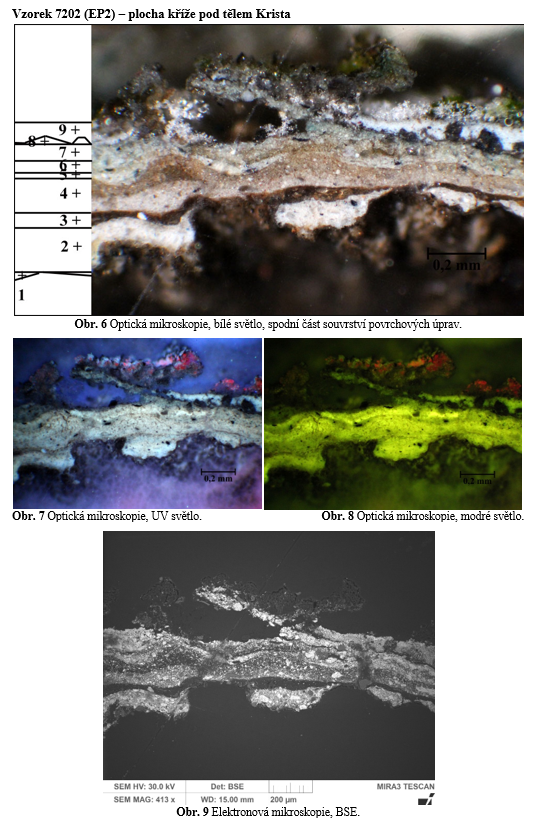 Vzorek 7202 (EP2) – plocha kříže pod tělem Krista
9 +
8 +
7 +
6 +
5 +
4 +
3 +
2 +
+
1
0,2 mm
Obr. 6 Optická mikroskopie, bílé světlo, spodní část souvrství povrchových úprav.
0,2 mm
0,2 mm
Obr. 7 Optická mikroskopie, UV světlo.
Obr. 8 Optická mikroskopie, modré světlo.
SEM HV: 30.0 kV Det: BSE MIRA3 TESCAN
SEM MAG: 413 x WD: 15.00 mm 200 µm
Obr. 9 Elektronová mikroskopie, BSE.